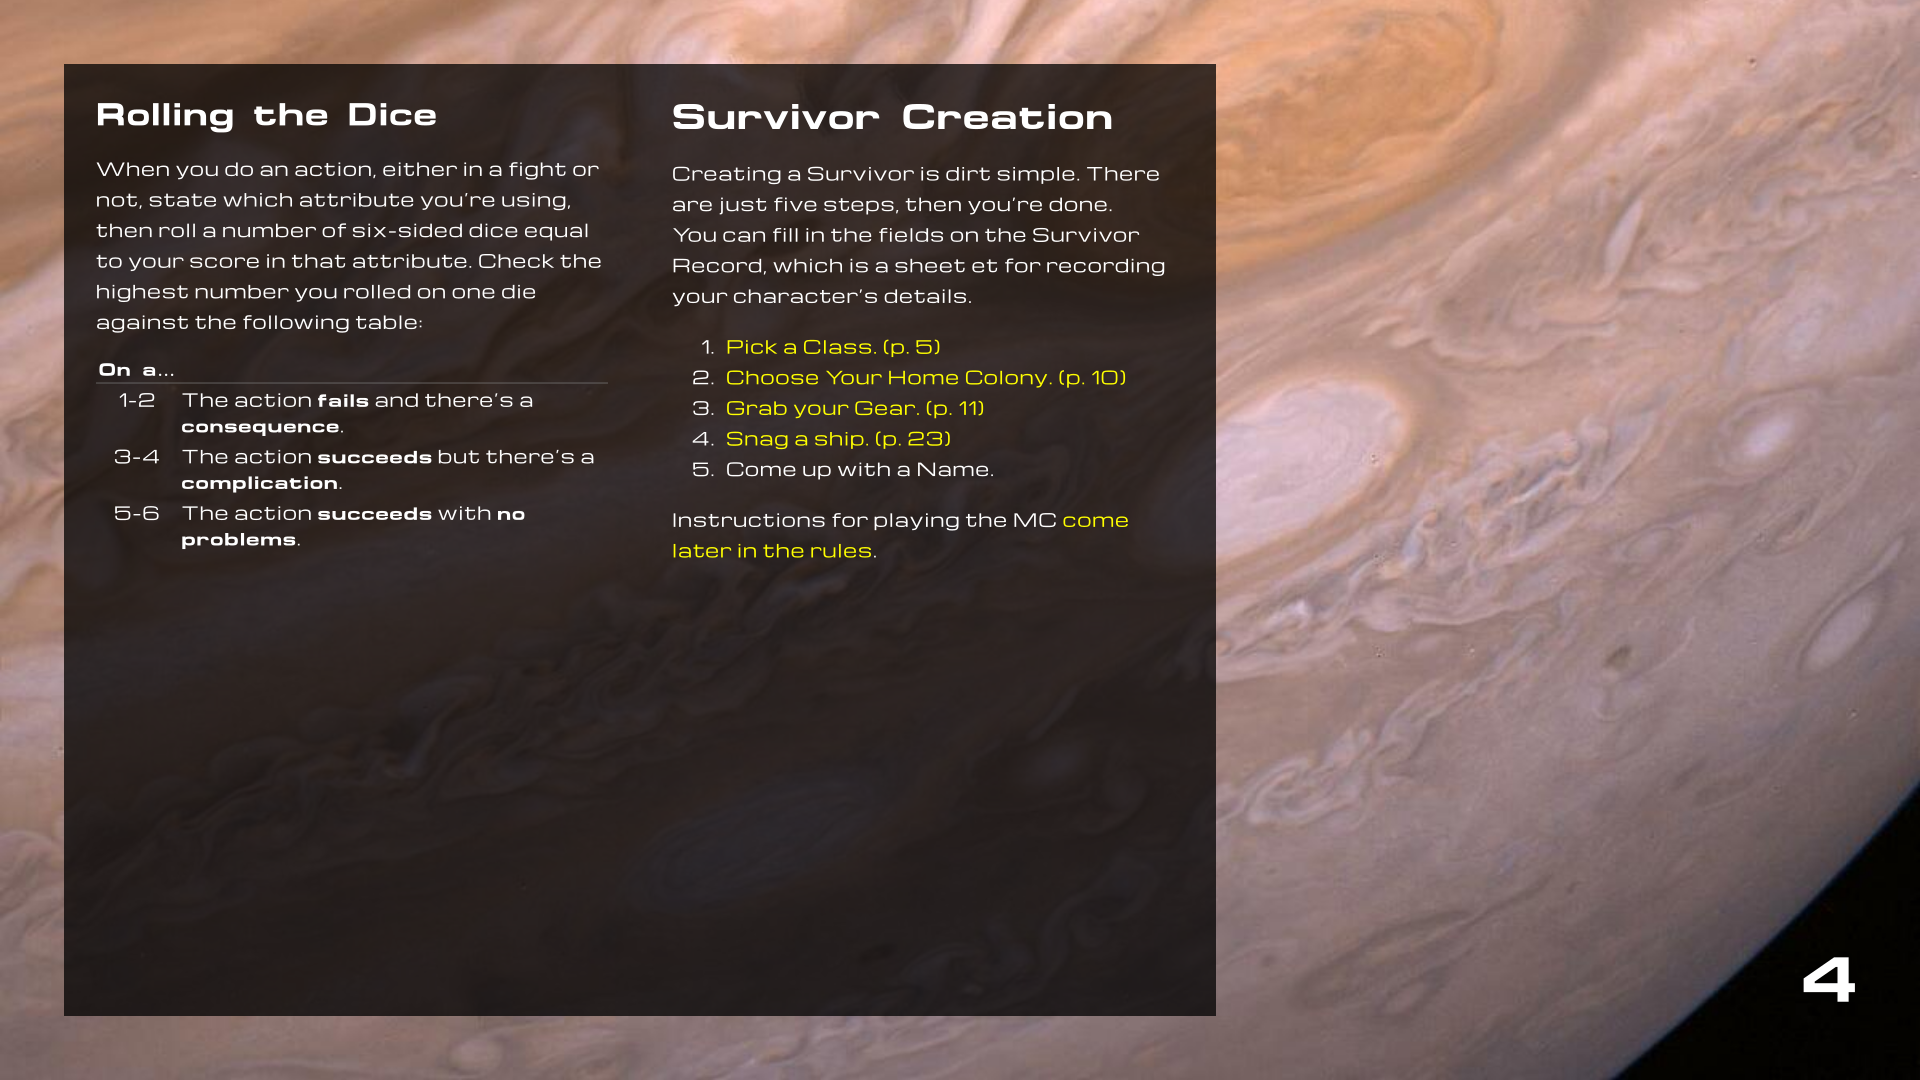 Rolling the Dice
When you do an action, either in a fight or
not, state which attribute you're using,
then roll a number of six-sided dice equal
to your score in that attribute. Check the
highest number you rolled on one die
against the following table:
On a...
1-2 The action fails and there's a
consequence.
3-4 The action succeeds but there's a
complication.
5-6 The action succeeds with no
problems.
Survivor Creation
Creating a Survivor is dirt simple. There
are just five steps, then you're done.
You can fill in the fields on the Survivor
Record, which is a sheet et for recording
your character's details.
1. Pick a Class. (p. 5)
2. Choose Your Home Colony. (p. 10)
3. Grab your Gear. (p. 11)
4. Snag a ship. (p. 23)
5. Come up with a Name.
Instructions for playing the MC come
later in the rules.
4